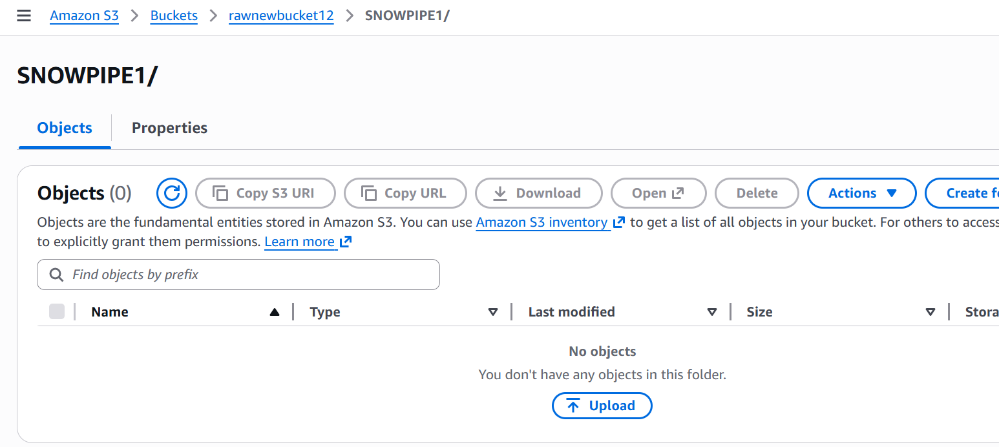 Amazon S3 > Buckets > rawnewbucket12 > SNOWPIPE1/
SNOWPIPE1/
Objects Properties
Objects (0) Copy S3 URI Copy URL Download Open Delete Actions Create fo
Objects are the fundamental entities stored in Amazon S3. You can use Amazon S3 inventory to get a list of all objects in your bucket. For others to access
to explicitly grant them permissions. Learn more
Find objects by prefix
Name Type Last modified Size Stora
No objects
You don't have any objects in this folder.
Upload